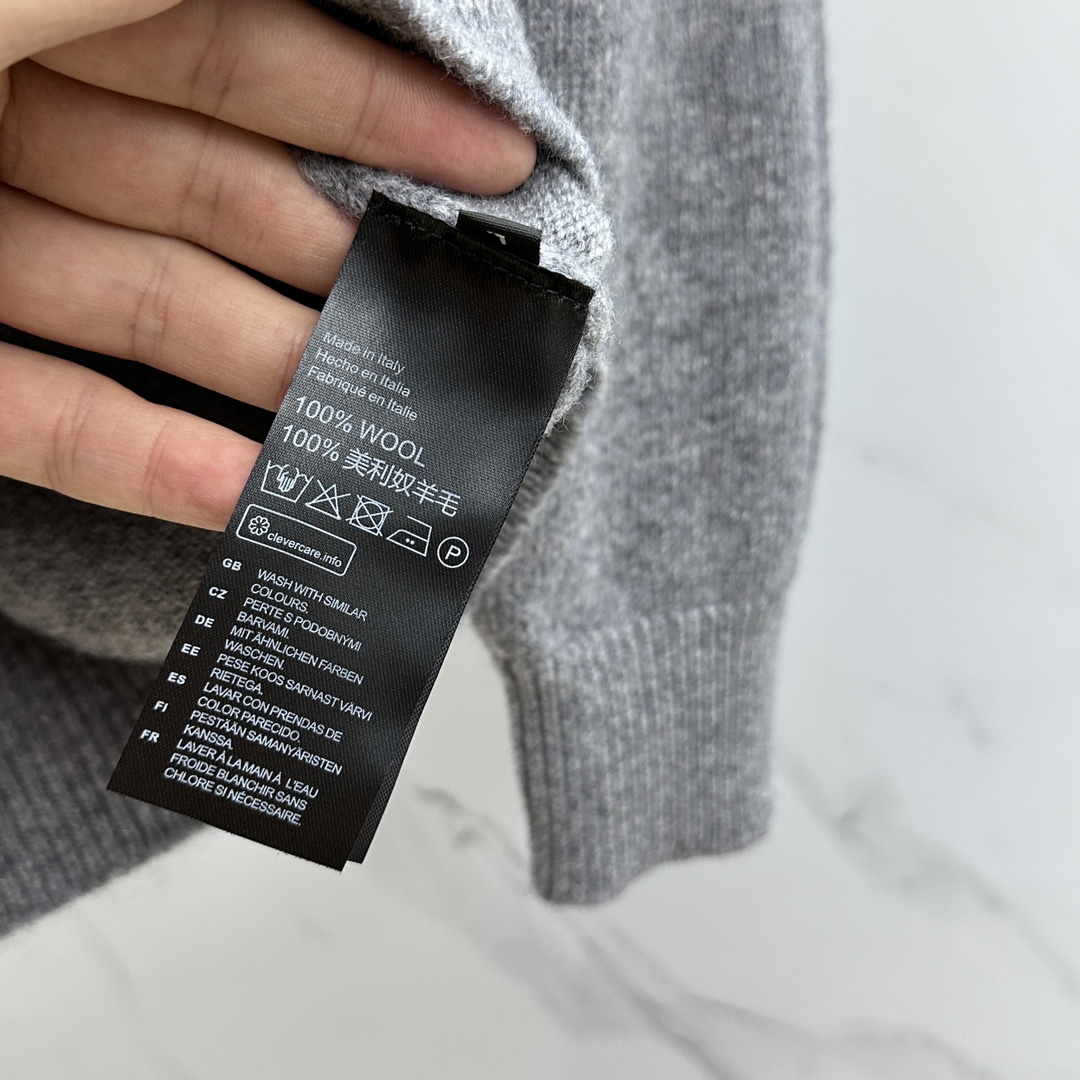 Made in Italy
Hecho en Italia
Fabriqué en Italie
100% WOOL
100% 美利奴羊毛
P
clevercare.info
GB WASH WITH SIMILAR
COLOURS.
CZ PERTE S PODOBNÝMI
BARVAMI.
DE MIT ÄHNLICHEN FARBEN
WASCHEN.
EE PESE KOOS SARNAST VÄRVI
RIETEGA.
ES LAVAR CON PRENDAS DE
COLOR PARECIDO.
FI PESTÄÄN SAMANVÄRISTEN
KANSSA.
FR LAVER À LA MAIN À L'EAU
FROIDE BLANCHIR SANS
CHLORE SI NÉCESSAIRE.